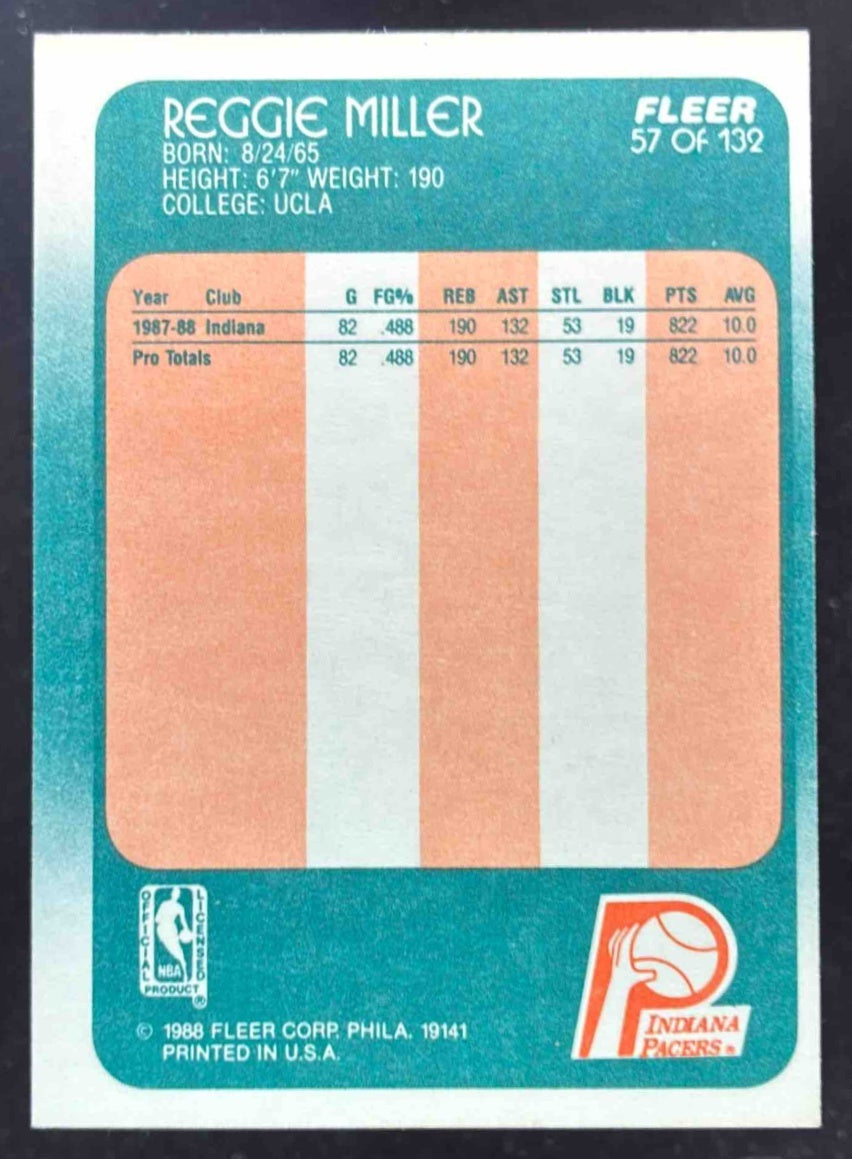 REGGIE MILLER
FLEER
57 OF 132
BORN: 8/24/65
HEIGHT: 6'7" WEIGHT: 190
COLLEGE: UCLA
Year Club G FG% REB AST STL BLK PTS AVG
1987-88 Indiana 82 .488 190 132 53 19 822 10.0
Pro Totals 82 .488 190 132 53 19 822 10.0
OFFICIAL
LICENSED
NBA
PRODUCT
®
INDIANA
PACERS ®
© 1988 FLEER CORP. PHILA. 19141
PRINTED IN U.S.A.